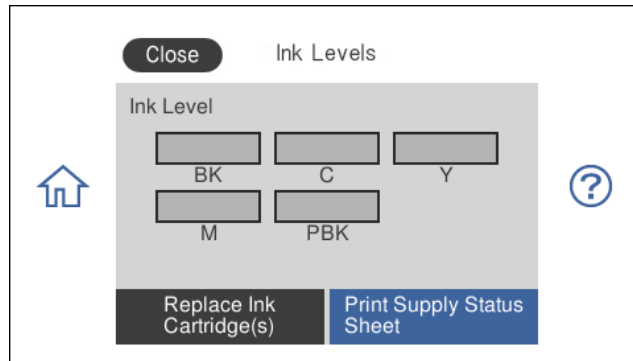 Close
Ink Levels
Ink Level
BK
C
Y
M
PBK
Replace Ink
Cartridge(s)
Print Supply Status
Sheet
?